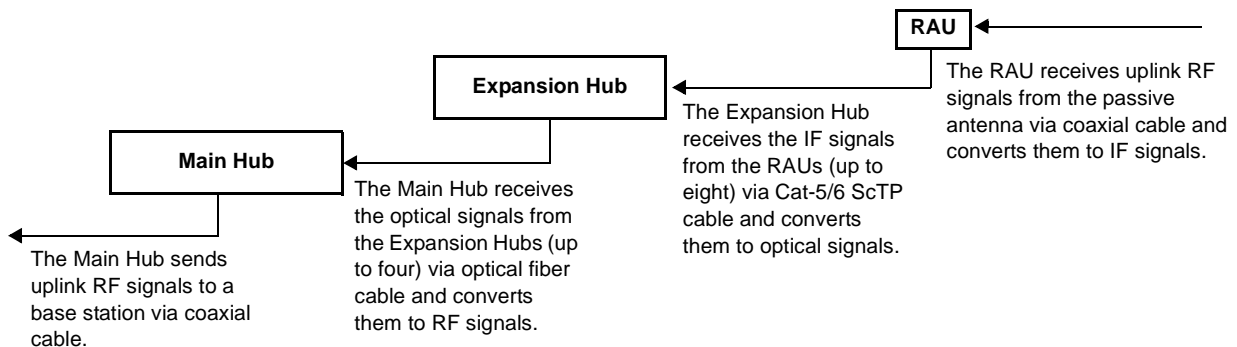 RAU
The RAU receives uplink RF
signals from the passive
antenna via coaxial cable and
converts them to IF signals.
Expansion Hub
The Expansion Hub
receives the IF signals
from the RAUs (up to
eight) via Cat-5/6 ScTP
cable and converts
them to optical signals.
Main Hub
The Main Hub receives
the optical signals from
the Expansion Hubs (up
to four) via optical fiber
cable and converts
them to RF signals.
The Main Hub sends
uplink RF signals to a
base station via coaxial
cable.